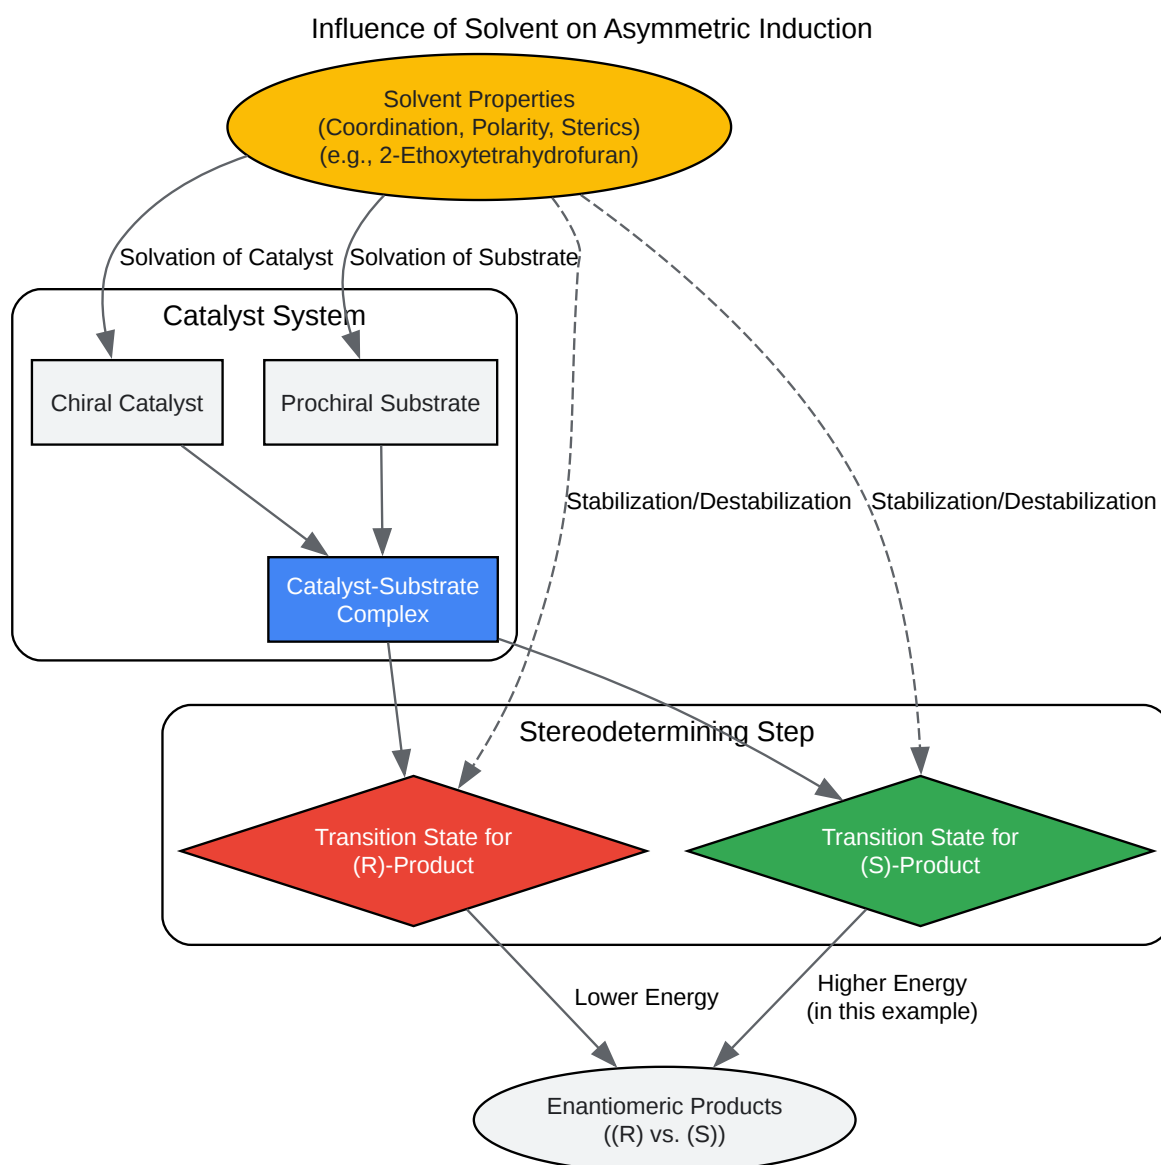 Influence of Solvent on Asymmetric Induction
Solvent Properties
(Coordination, Polarity, Sterics)
(e.g., 2-Ethoxytetrahydrofuran)
Solvation of Catalyst
Solvation of Substrate
Catalyst System
Chiral Catalyst
Prochiral Substrate
Stabilization/Destabilization
Stabilization/Destabilization
Catalyst-Substrate
Complex
Stereodetermining Step
Transition State for
(R)-Product
Transition State for
(S)-Product
Lower Energy
Higher Energy
(in this example)
Enantiomeric Products
((R) vs. (S))